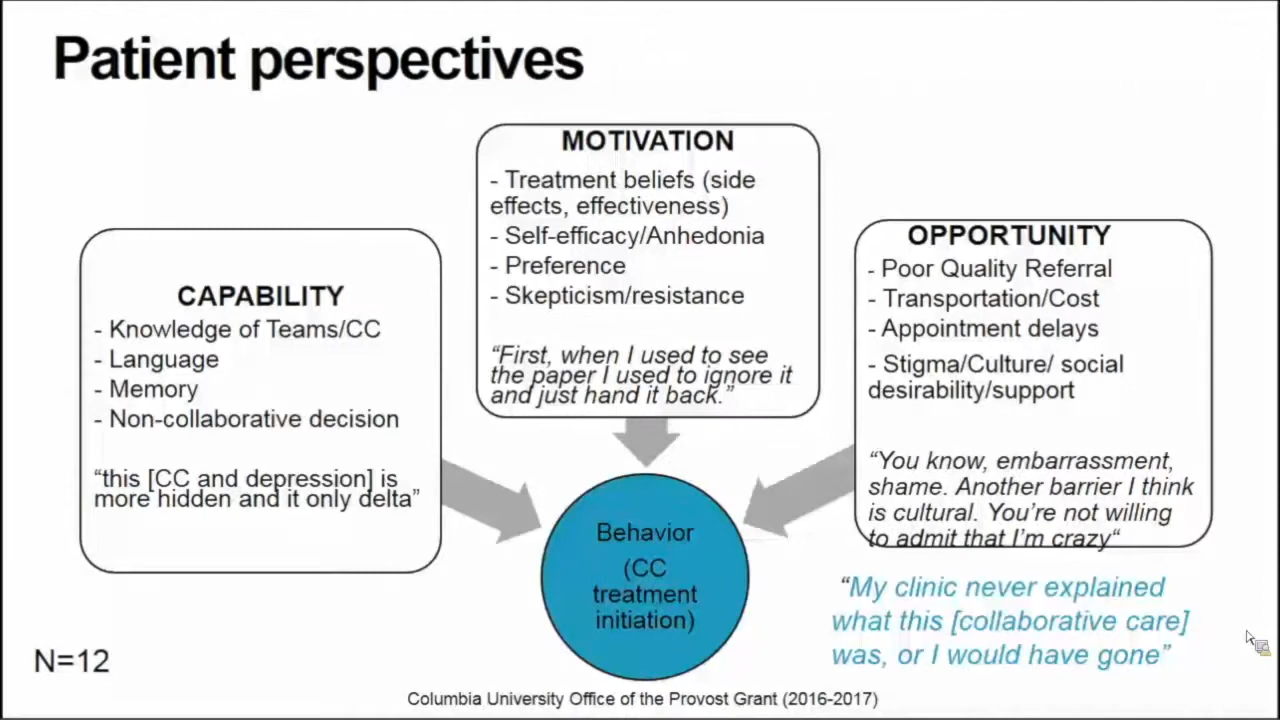 Patient perspectives
MOTIVATION
- Treatment beliefs (side
effects, effectiveness)
- Self-efficacy/Anhedonia
- Preference
- Skepticism/resistance
“First, when I used to see
the paper I used to ignore it
and just hand it back.”
CAPABILITY
- Knowledge of Teams/CC
- Language
- Memory
- Non-collaborative decision
“this [CC and depression] is
more hidden and it only delta”
OPPORTUNITY
- Poor Quality Referral
- Transportation/Cost
- Appointment delays
- Stigma/Culture/ social
desirability/support
“You know, embarrassment,
shame. Another barrier I think
is cultural. You’re not willing
to admit that I’m crazy“
Behavior
(CC
treatment
initiation)
“My clinic never explained
what this [collaborative care]
was, or I would have gone”
N=12
Columbia University Office of the Provost Grant (2016-2017)